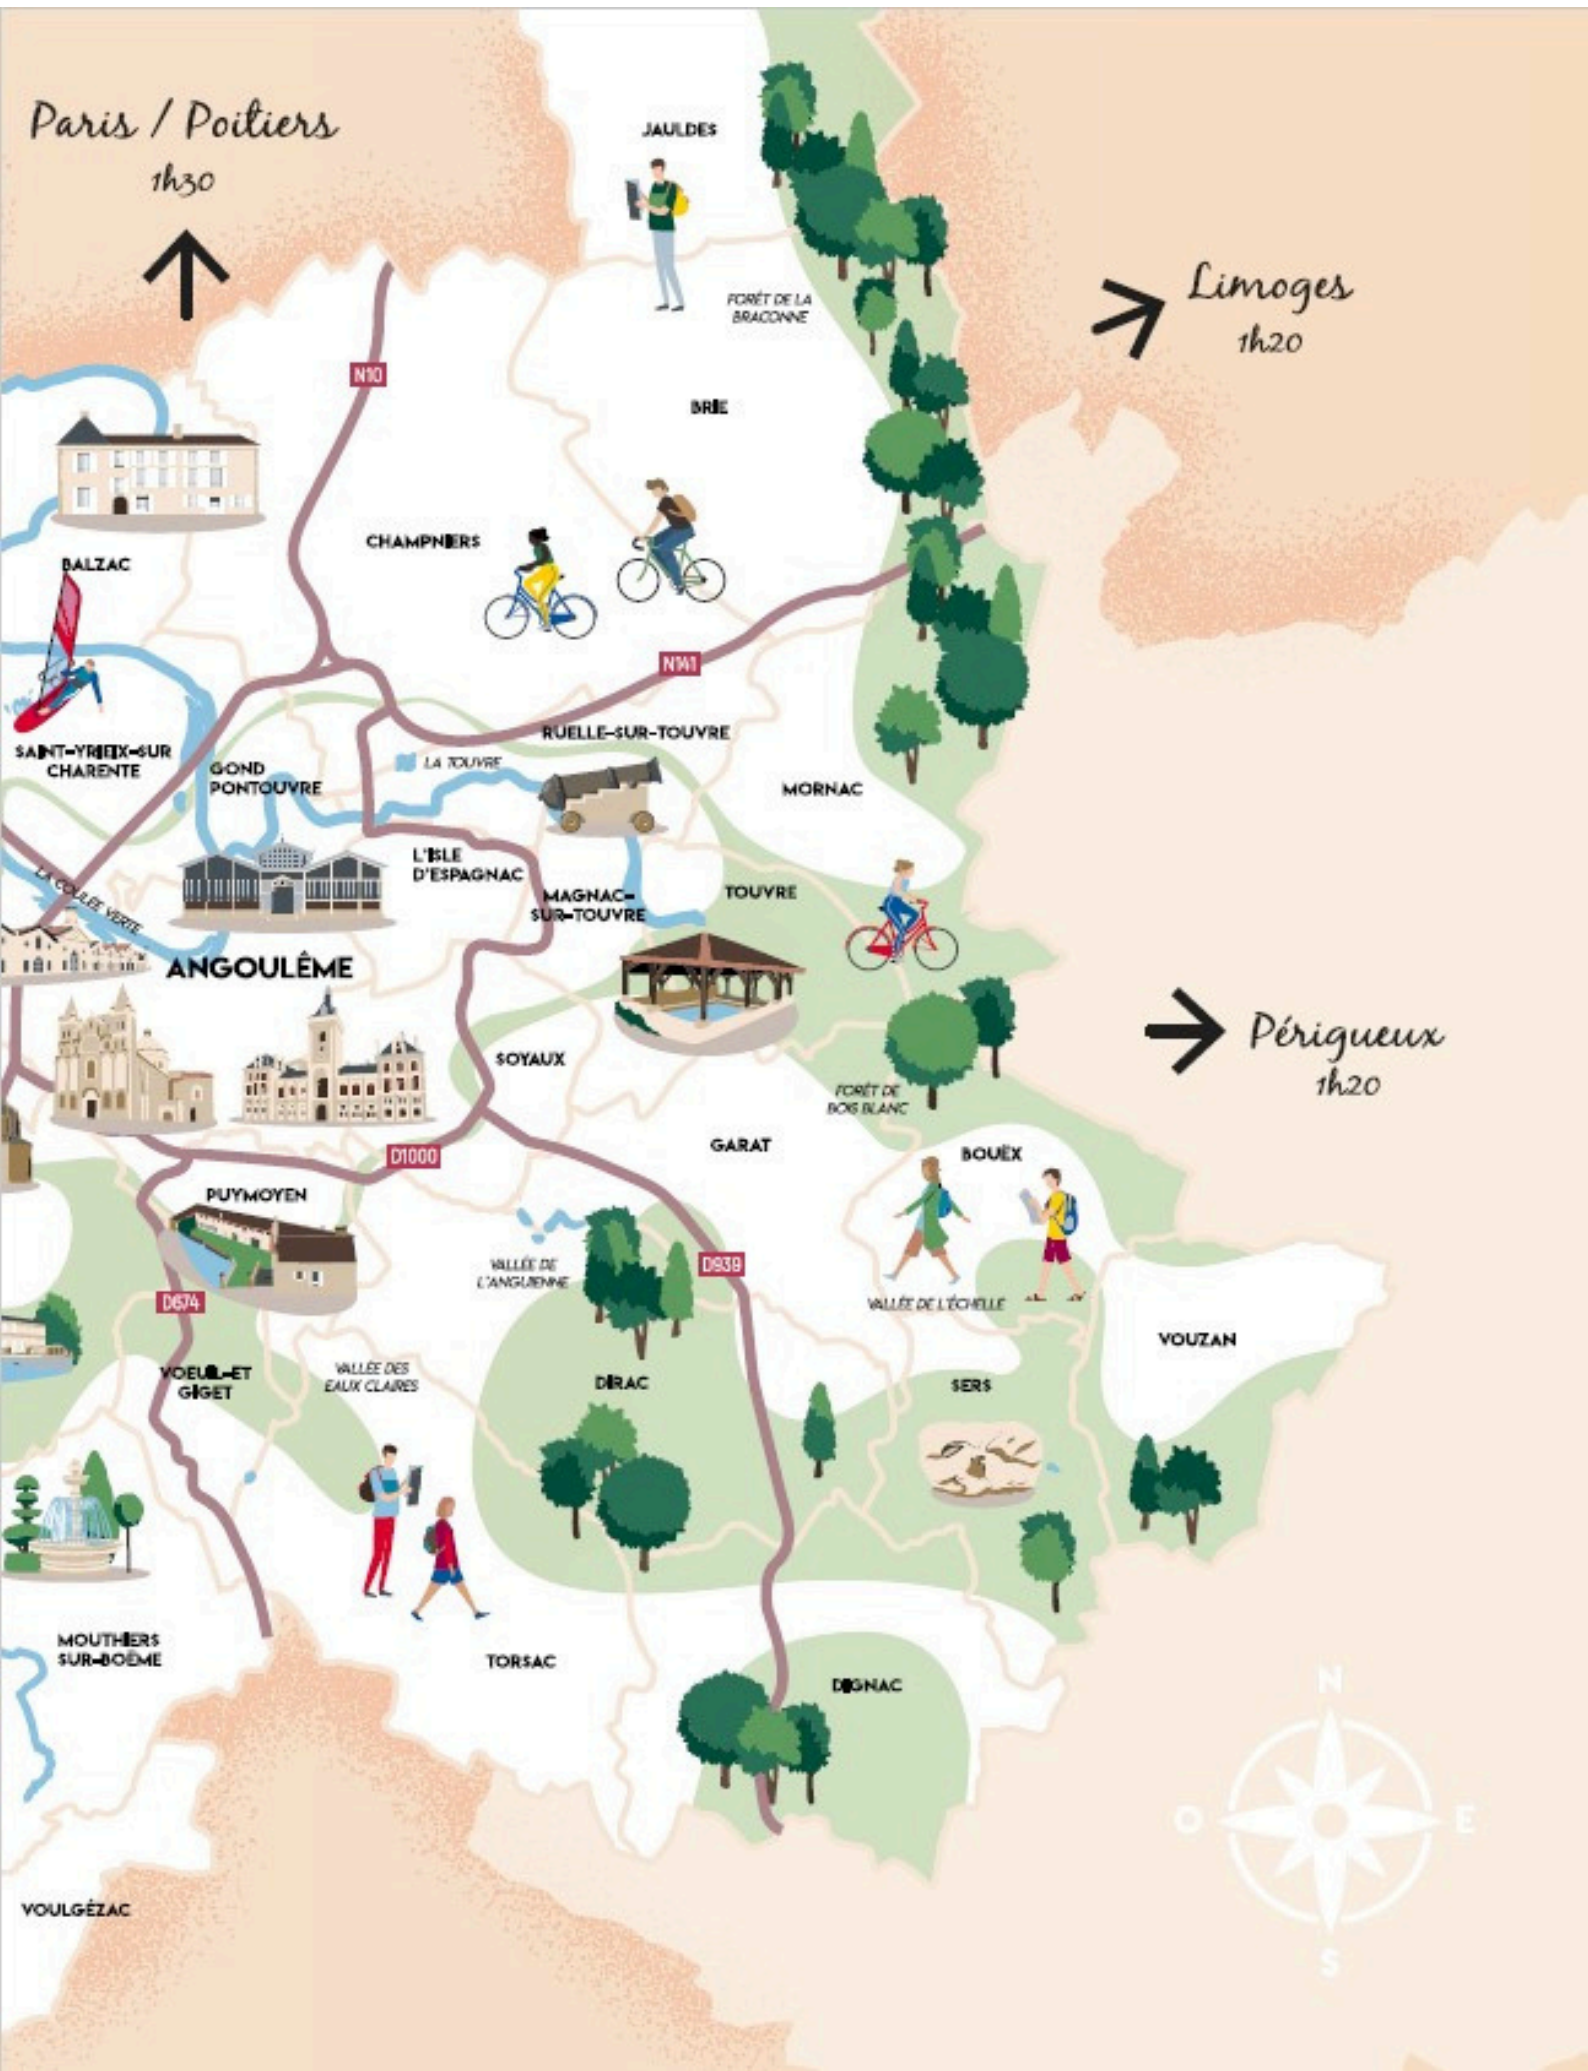 Paris / Poitiers
1h30
JAULDES
Limoges
1h20
FORÊT DE LA
BRACONNE
N10
BRIE
CHAMPNIERS
BALZAC
N141
RUELLE-SUR-TOUVRE
SAINT-YRIEIX-SUR
CHARENTE
GOND
PONTOUVRE
LA TOUVRE
MORNAC
L'ISLE
D'ESPAGNAC
LA COULÉE VERTE
MAGNAC-
SUR-TOUVRE
TOUVRE
ANGOULÊME
Périgueux
1h20
SOYAUX
FORÊT DE
BOIS BLANC
GARAT
BOUËX
D1000
PUYMOYEN
VALLÉE DE
L'ANGUIENNE
D939
D674
VALLÉE DE L'ÉCHELLE
VOUZAN
VOEUIL-ET
GIGET
VALLÉE DES
EAUX CLAIRES
DIRAC
SERS
MOUTHIERS
SUR-BOËME
TORSAC
DIGNAC
VOULGÉZAC
N
O
E
S